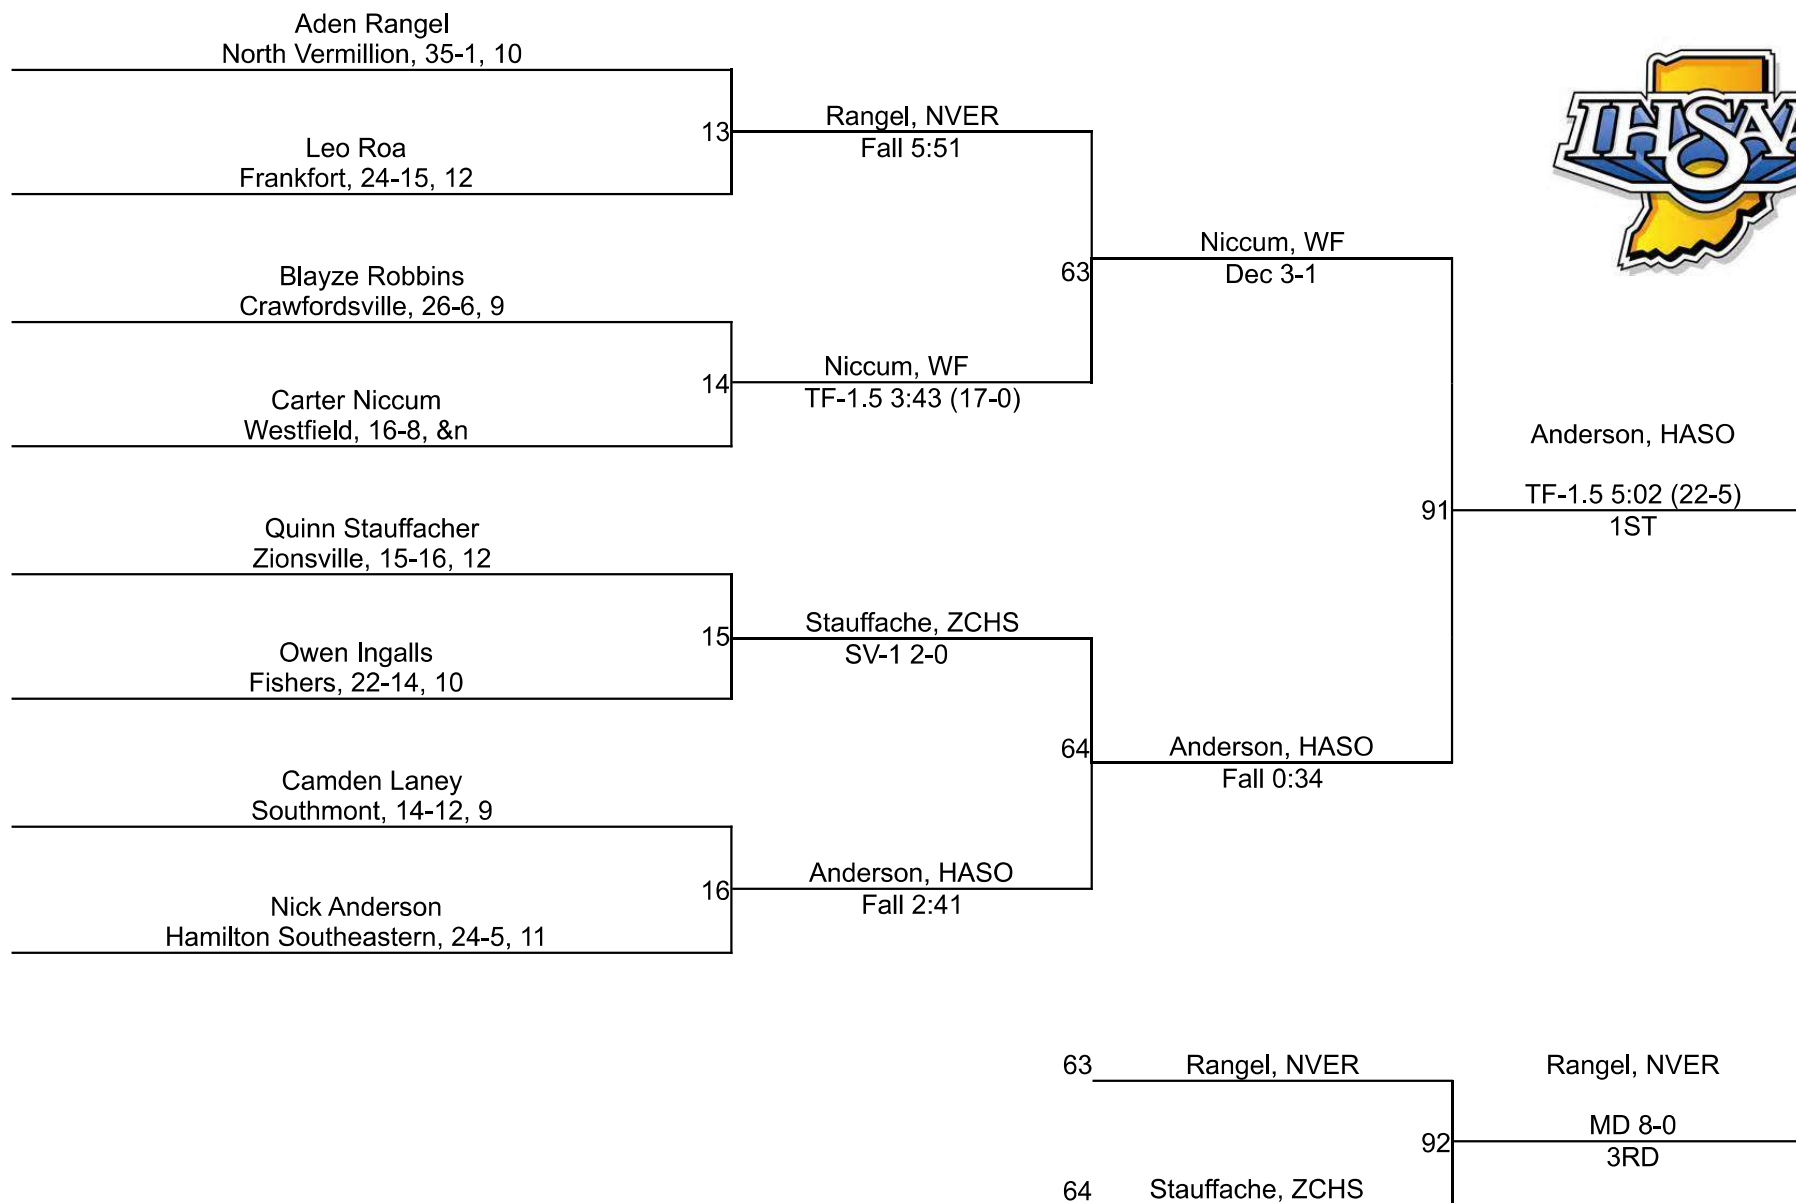 Aden Rangel
North Vermillion, 35-1, 10
13
Rangel, NVER
Fall 5:51
Leo Roa
Frankfort, 24-15, 12
IHSAA
63
Niccum, WF
Dec 3-1
Blayze Robbins
Crawfordsville, 26-6, 9
14
Niccum, WF
TF-1.5 3:43 (17-0)
Carter Niccum
Westfield, 16-8, &n
91
Anderson, HASO
TF-1.5 5:02 (22-5)
1ST
Quinn Stauffacher
Zionsville, 15-16, 12
15
Stauffache, ZCHS
SV-1 2-0
Owen Ingalls
Fishers, 22-14, 10
64
Anderson, HASO
Fall 0:34
Camden Laney
Southmont, 14-12, 9
16
Anderson, HASO
Fall 2:41
Nick Anderson
Hamilton Southeastern, 24-5, 11
63
Rangel, NVER
Rangel, NVER
92
MD 8-0
3RD
64
Stauffache, ZCHS